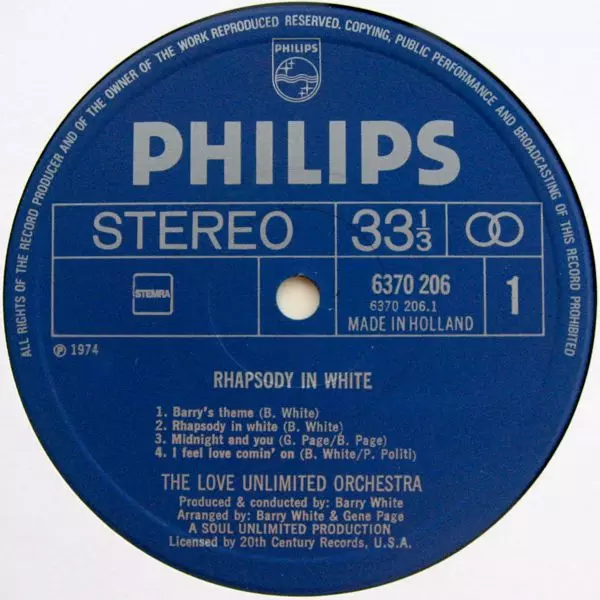 ALL RIGHTS OF THE RECORD PRODUCER AND OF THE OWNER OF THE WORK REPRODUCED RESERVED. COPYING, PUBLIC PERFORMANCE AND BROADCASTING OF THIS RECORD PROHIBITED
PHILIPS
PHILIPS
STEREO 33⅓
STEMRA
6370 206
6370 206.1
MADE IN HOLLAND
1
℗ 1974
RHAPSODY IN WHITE
1. Barry's theme (B. White)
2. Rhapsody in white (B. White)
3. Midnight and you (G. Page/B. Page)
4. I feel love comin' on (B. White/P. Politi)
THE LOVE UNLIMITED ORCHESTRA
Produced & conducted by: Barry White
Arranged by: Barry White & Gene Page
A SOUL UNLIMITED PRODUCTION
Licensed by 20th Century Records, U.S.A.